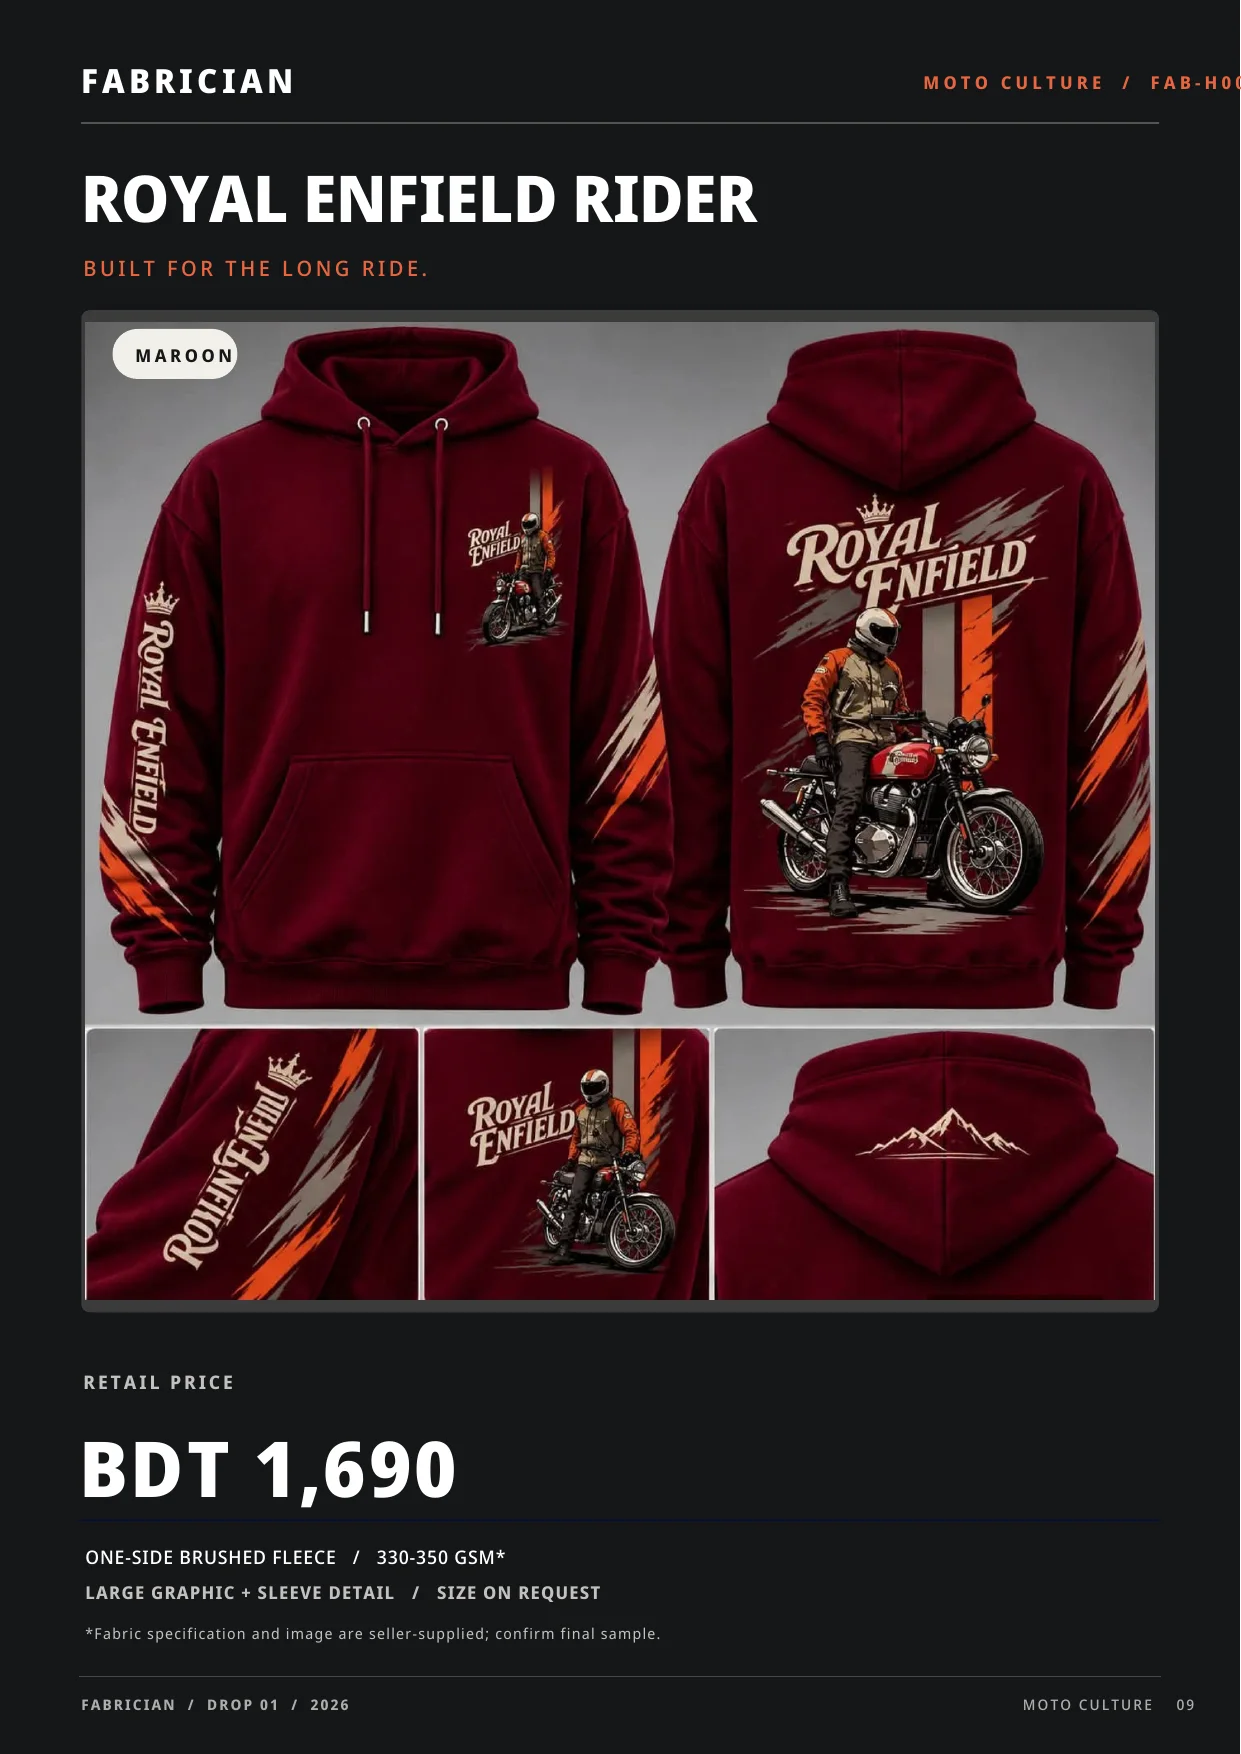 FABRICIAN
MOTO CULTURE / FAB-H00
ROYAL ENFIELD RIDER
BUILT FOR THE LONG RIDE.
MAROON
ROYAL
ENFIELD
ROYAL
ENFIELD
ROYAL ENFIELD
ROYAL
ENFIELD
RETAIL PRICE
BDT 1,690
ONE-SIDE BRUSHED FLEECE / 330-350 GSM*
LARGE GRAPHIC + SLEEVE DETAIL / SIZE ON REQUEST
*Fabric specification and image are seller-supplied; confirm final sample.
FABRICIAN / DROP 01 / 2026
MOTO CULTURE 09